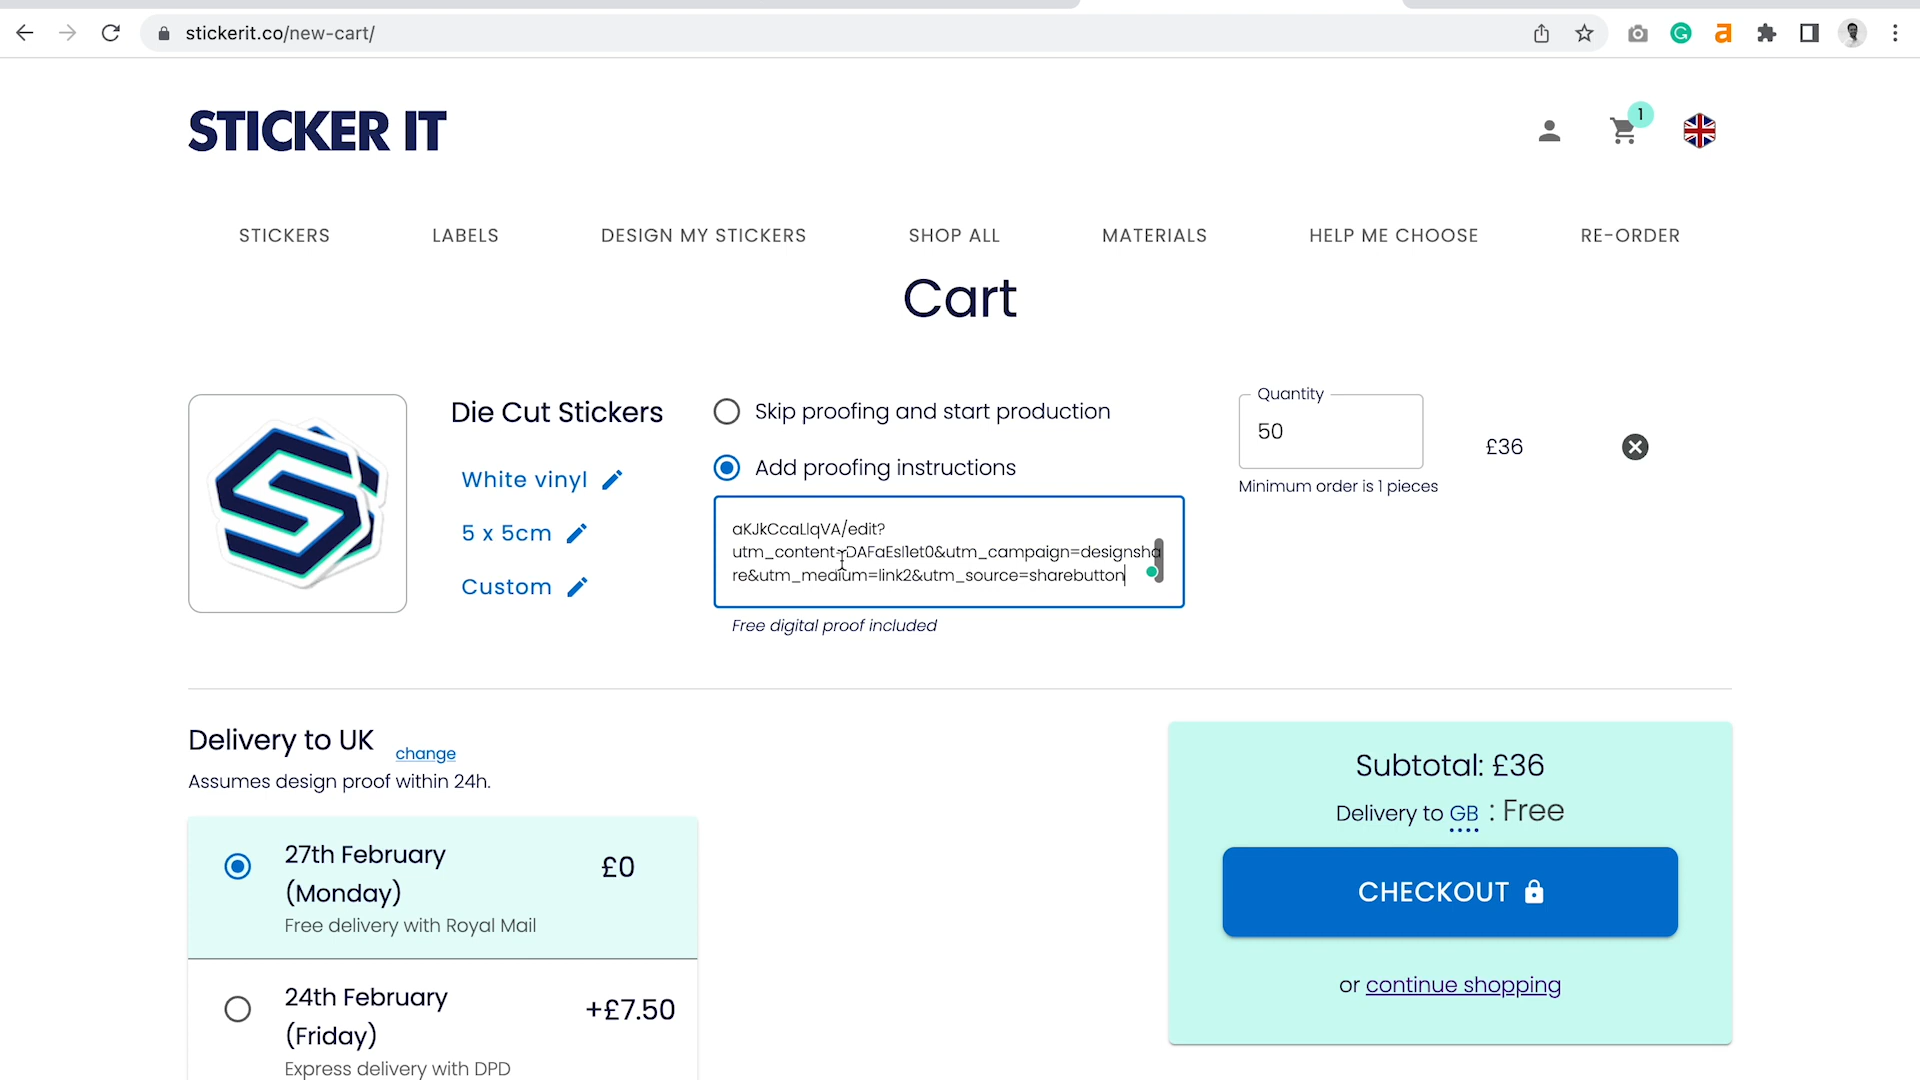 stickerit.co/new-cart/
STICKER IT
1
STICKERS LABELS DESIGN MY STICKERS SHOP ALL MATERIALS HELP ME CHOOSE RE-ORDER
Cart
Die Cut Stickers
White vinyl
5 x 5cm
Custom
Skip proofing and start production
Add proofing instructions
aKJkCcaLlqVA/edit?
utm_content=DAFaEsl1et0&utm_campaign=designsha
re&utm_medium=link2&utm_source=sharebutton
Free digital proof included
Quantity
50
Minimum order is 1 pieces
£36
Delivery to UK change
Assumes design proof within 24h.
27th February
(Monday)
£0
Free delivery with Royal Mail
24th February
(Friday)
+£7.50
Express delivery with DPD
Subtotal: £36
Delivery to GB : Free
CHECKOUT
or continue shopping